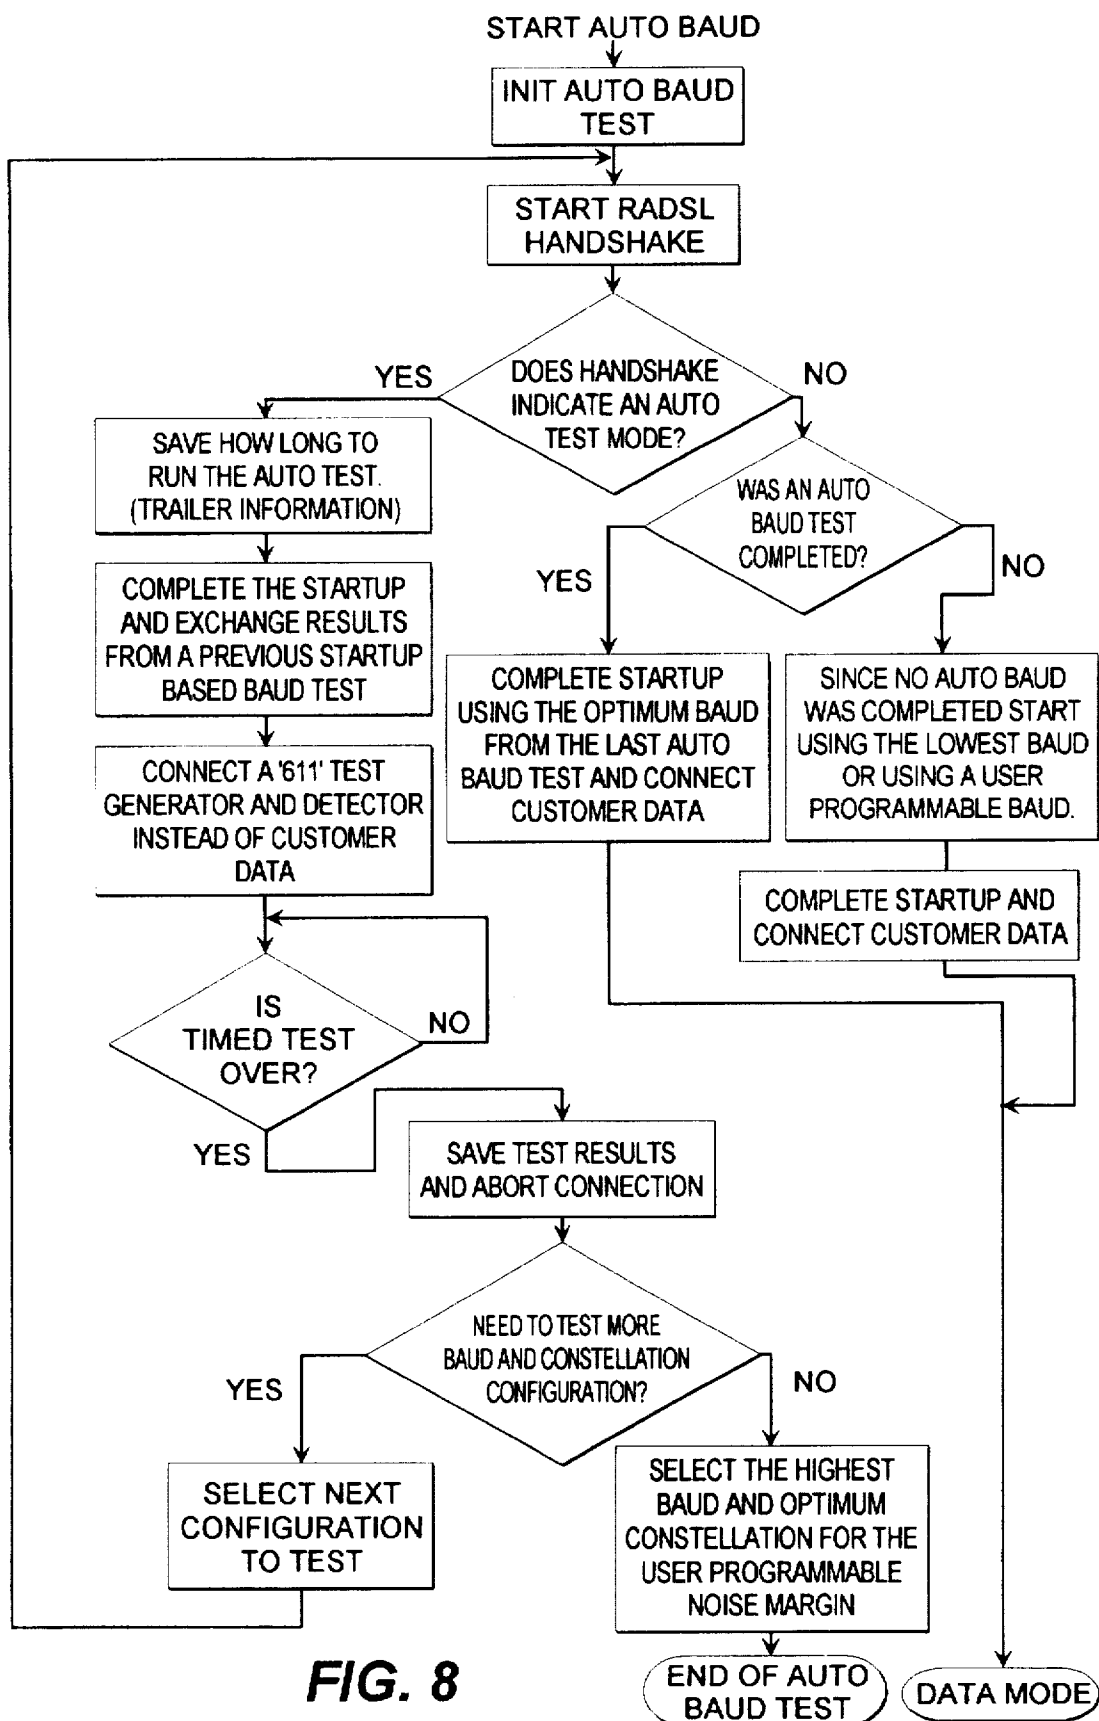 START AUTO BAUD
INIT AUTO BAUD
TEST
START RADSL
HANDSHAKE
DOES HANDSHAKE
INDICATE AN AUTO
TEST MODE?
YES
NO
SAVE HOW LONG TO
RUN THE AUTO TEST.
(TRAILER INFORMATION)
WAS AN AUTO
BAUD TEST
COMPLETED?
YES
NO
COMPLETE THE STARTUP
AND EXCHANGE RESULTS
FROM A PREVIOUS STARTUP
BASED BAUD TEST
COMPLETE STARTUP
USING THE OPTIMUM BAUD
FROM THE LAST AUTO
BAUD TEST AND CONNECT
CUSTOMER DATA
SINCE NO AUTO BAUD
WAS COMPLETED START
USING THE LOWEST BAUD
OR USING A USER
PROGRAMMABLE BAUD.
CONNECT A '611' TEST
GENERATOR AND DETECTOR
INSTEAD OF CUSTOMER
DATA
COMPLETE STARTUP AND
CONNECT CUSTOMER DATA
IS
TIMED TEST
OVER?
NO
YES
SAVE TEST RESULTS
AND ABORT CONNECTION
NEED TO TEST MORE
BAUD AND CONSTELLATION
CONFIGURATION?
YES
NO
SELECT NEXT
CONFIGURATION
TO TEST
SELECT THE HIGHEST
BAUD AND OPTIMUM
CONSTELLATION FOR THE
USER PROGRAMMABLE
NOISE MARGIN
END OF AUTO
BAUD TEST
DATA MODE
FIG. 8